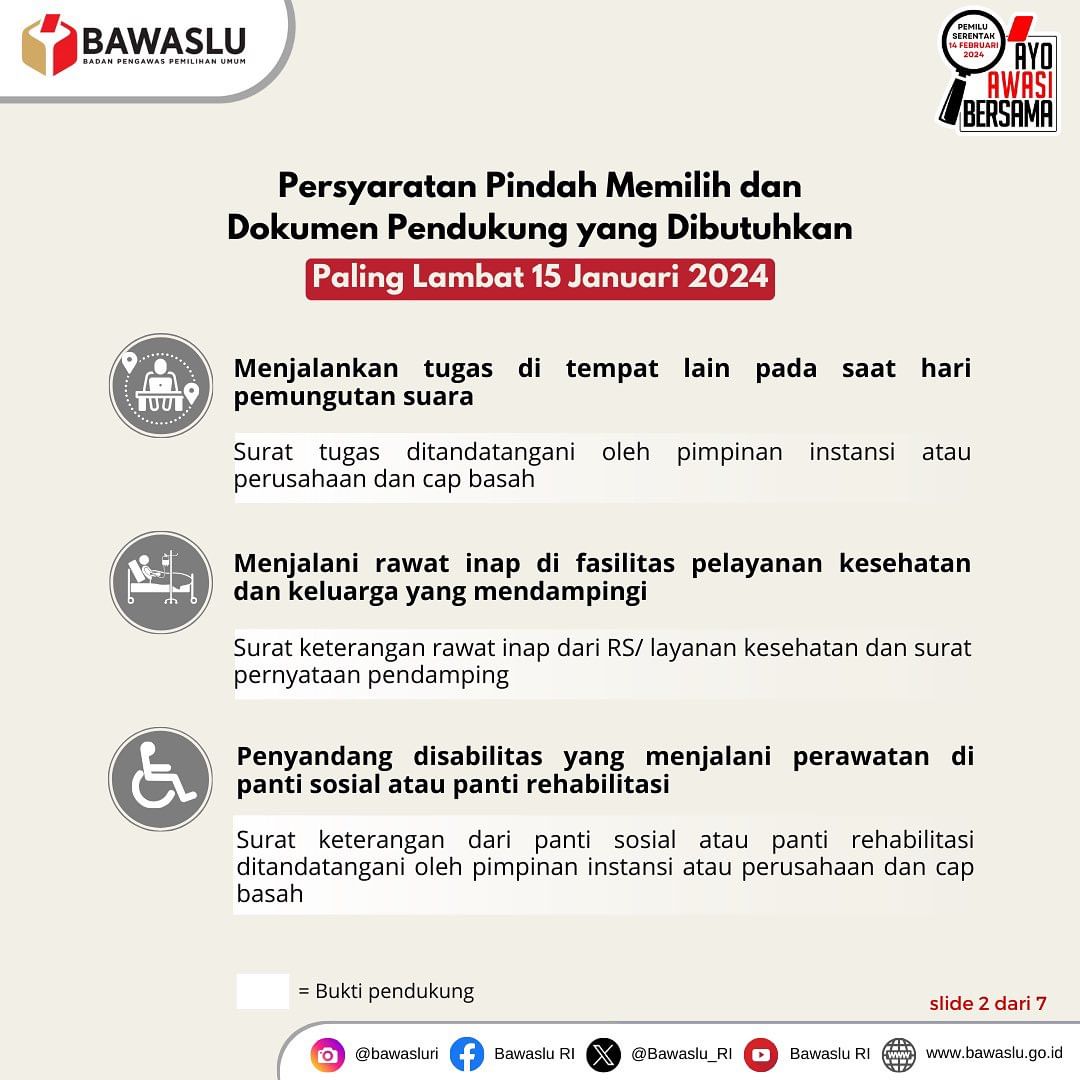 BAWASLU
BADAN PENGAWAS PEMILIHAN UMUM
PEMILU
SERENTAK
14 FEBRUARI
2024
AYO
AWASI
BERSAMA
Persyaratan Pindah Memilih dan
Dokumen Pendukung yang Dibutuhkan
Paling Lambat 15 Januari 2024
Menjalankan tugas di tempat lain pada saat hari
pemungutan suara
Surat tugas ditandatangani oleh pimpinan instansi atau
perusahaan dan cap basah
Menjalani rawat inap di fasilitas pelayanan kesehatan
dan keluarga yang mendampingi
Surat keterangan rawat inap dari RS/ layanan kesehatan dan surat
pernyataan pendamping
Penyandang disabilitas yang menjalani perawatan di
panti sosial atau panti rehabilitasi
Surat keterangan dari panti sosial atau panti rehabilitasi
ditandatangani oleh pimpinan instansi atau perusahaan dan cap
basah
= Bukti pendukung
slide 2 dari 7
@bawasluri Bawaslu RI @Bawaslu_RI Bawaslu RI WWW www.bawaslu.go.id